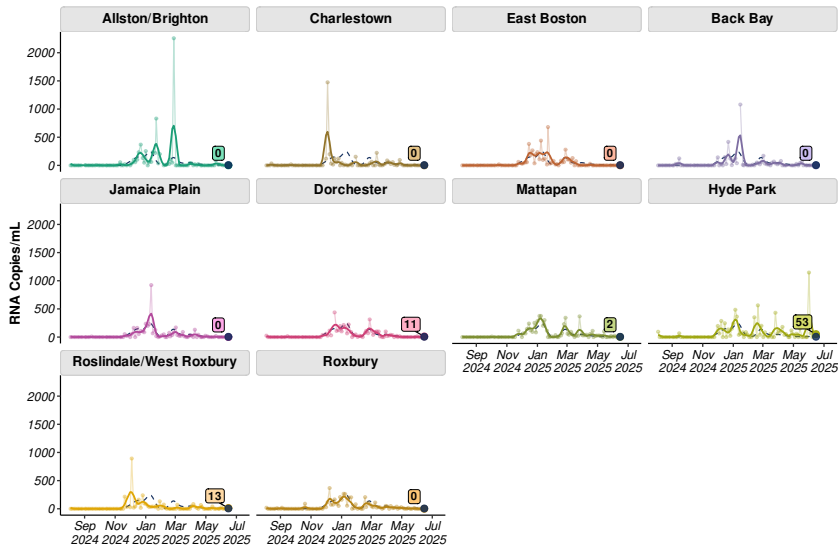 Allston/Brighton Charlestown East Boston Back Bay
2000
1500
1000
500
0
0 0 0 0
Jamaica Plain Dorchester Mattapan Hyde Park
RNA Copies/mL
2000
1500
1000
500
0
0 11 2 53
Roslindale/West Roxbury Roxbury
Sep Nov Jan Mar May Jul Sep Nov Jan Mar May Jul
2024 2024 2025 2025 2025 2025 2024 2024 2025 2025 2025 2025
2000
1500
1000
500
0
13 0
Sep Nov Jan Mar May Jul Sep Nov Jan Mar May Jul
2024 2024 2025 2025 2025 2025 2024 2024 2025 2025 2025 2025